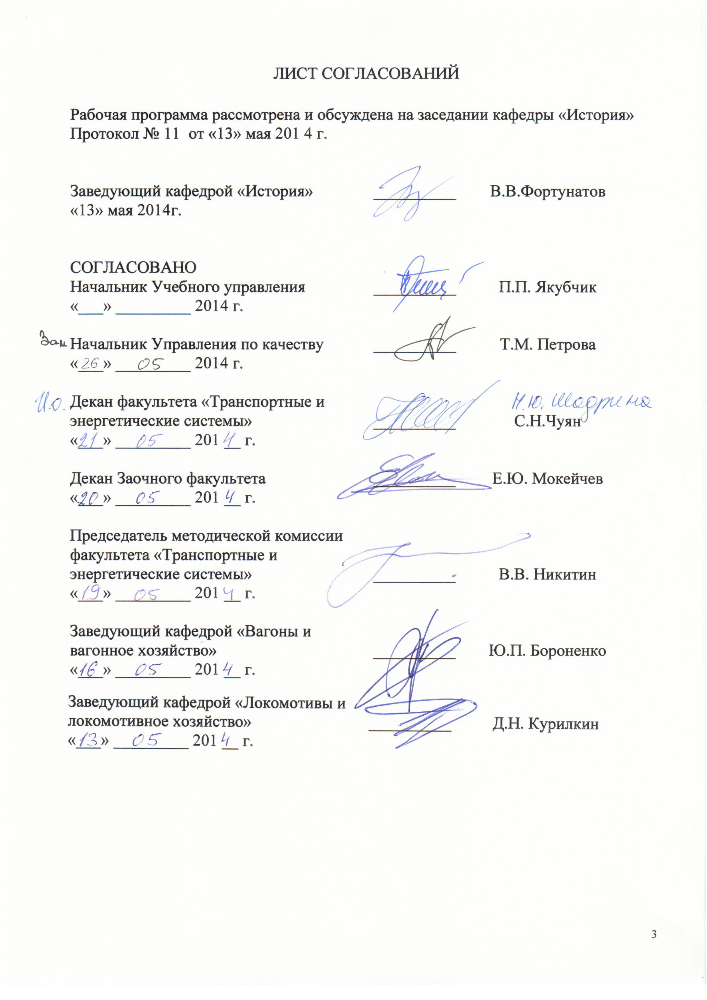 ЛИСТ СОГЛАСОВАНИЙ
Рабочая программа рассмотрена и обсуждена на заседании кафедры «История»
Протокол № 11 от «13» мая 201 4 г.
Заведующий кафедрой «История» __________ В.В.Фортунатов
«13» мая 2014г.
СОГЛАСОВАНО
Начальник Учебного управления __________ П.П. Якубчик
«___» _________ 2014 г.
Зам Начальник Управления по качеству __________ Т.М. Петрова
«26» 05 2014 г.
И.О. Декан факультета «Транспортные и Н.Ю. Шадрина
энергетические системы» __________ С.Н.Чуян
«21» 05 2014 г.
Декан Заочного факультета __________ Е.Ю. Мокейчев
«20» 05 2014 г.
Председатель методической комиссии
факультета «Транспортные и
энергетические системы» __________ В.В. Никитин
«19» 05 2014 г.
Заведующий кафедрой «Вагоны и
вагонное хозяйство» __________ Ю.П. Бороненко
«16» 05 2014 г.
Заведующий кафедрой «Локомотивы и
локомотивное хозяйство» __________ Д.Н. Курилкин
«13» 05 2014 г.
3